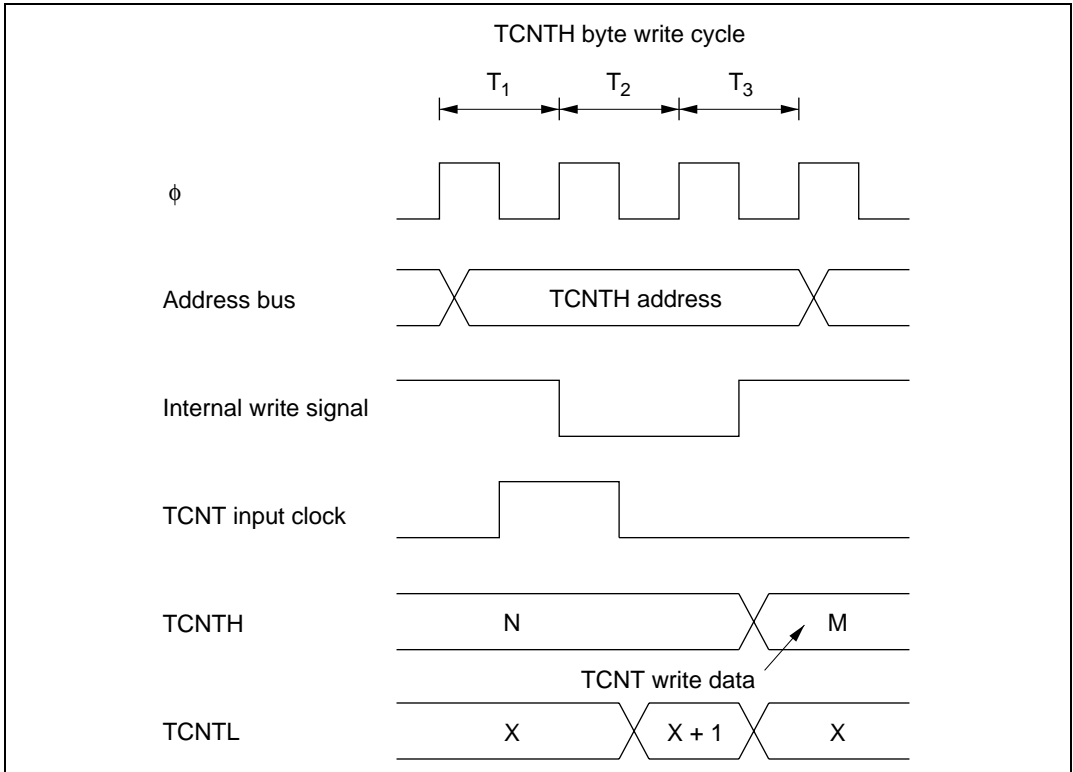 TCNTH byte write cycle
T₁ T₂ T₃
φ
Address bus TCNTH address
Internal write signal
TCNT input clock
TCNTH N M
TCNT write data
TCNTL X X + 1 X